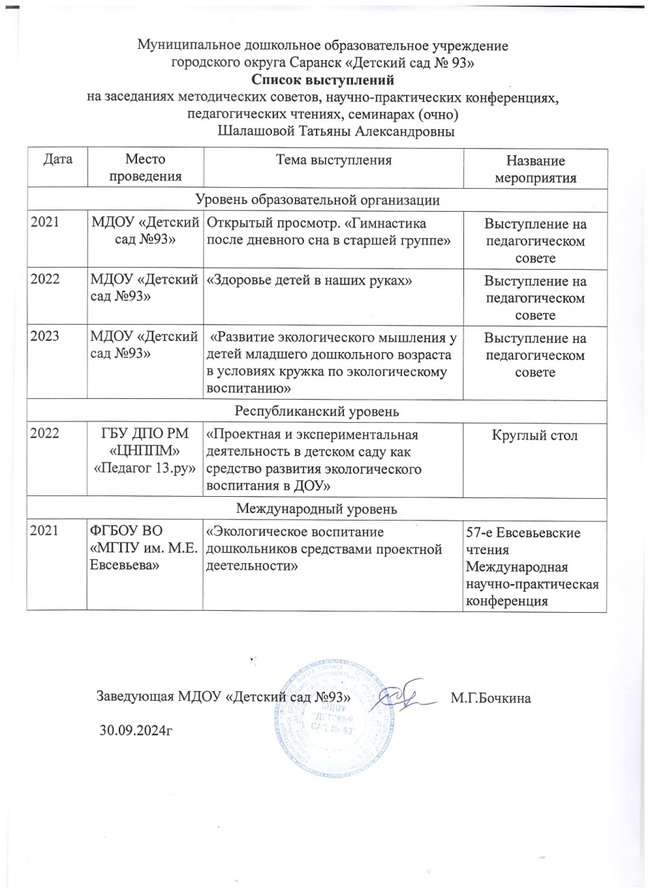 Муниципальное дошкольное образовательное учреждение
городского округа Саранск «Детский сад № 93»
Список выступлений
на заседаниях методических советов, научно-практических конференциях,
педагогических чтениях, семинарах (очно)
Шалашовой Татьяны Александровны
Дата
Место
проведения
Тема выступления
Название
мероприятия
Уровень образовательной организации
2021
МДОУ «Детский
сад №93»
Открытый просмотр. «Гимнастика
после дневного сна в старшей группе»
Выступление на
педагогическом
совете
2022
МДОУ «Детский
сад №93»
«Здоровье детей в наших руках»
Выступление на
педагогическом
совете
2023
МДОУ «Детский
сад №93»
«Развитие экологического мышления у
детей младшего дошкольного возраста
в условиях кружка по экологическому
воспитанию»
Выступление на
педагогическом
совете
Республиканский уровень
2022
ГБУ ДПО РМ
«ЦНППМ»
«Педагог 13.ру»
«Проектная и экспериментальная
деятельность в детском саду как
средство развития экологического
воспитания в ДОУ»
Круглый стол
Международный уровень
2021
ФГБОУ ВО
«МГПУ им. М.Е.
Евсевьева»
«Экологическое воспитание
дошкольников средствами проектной
деетельности»
57-е Евсевьевские
чтения
Международная
научно-практическая
конференция
Заведующая МДОУ «Детский сад №93»
М.Г.Бочкина
МДОУ
30.09.2024г